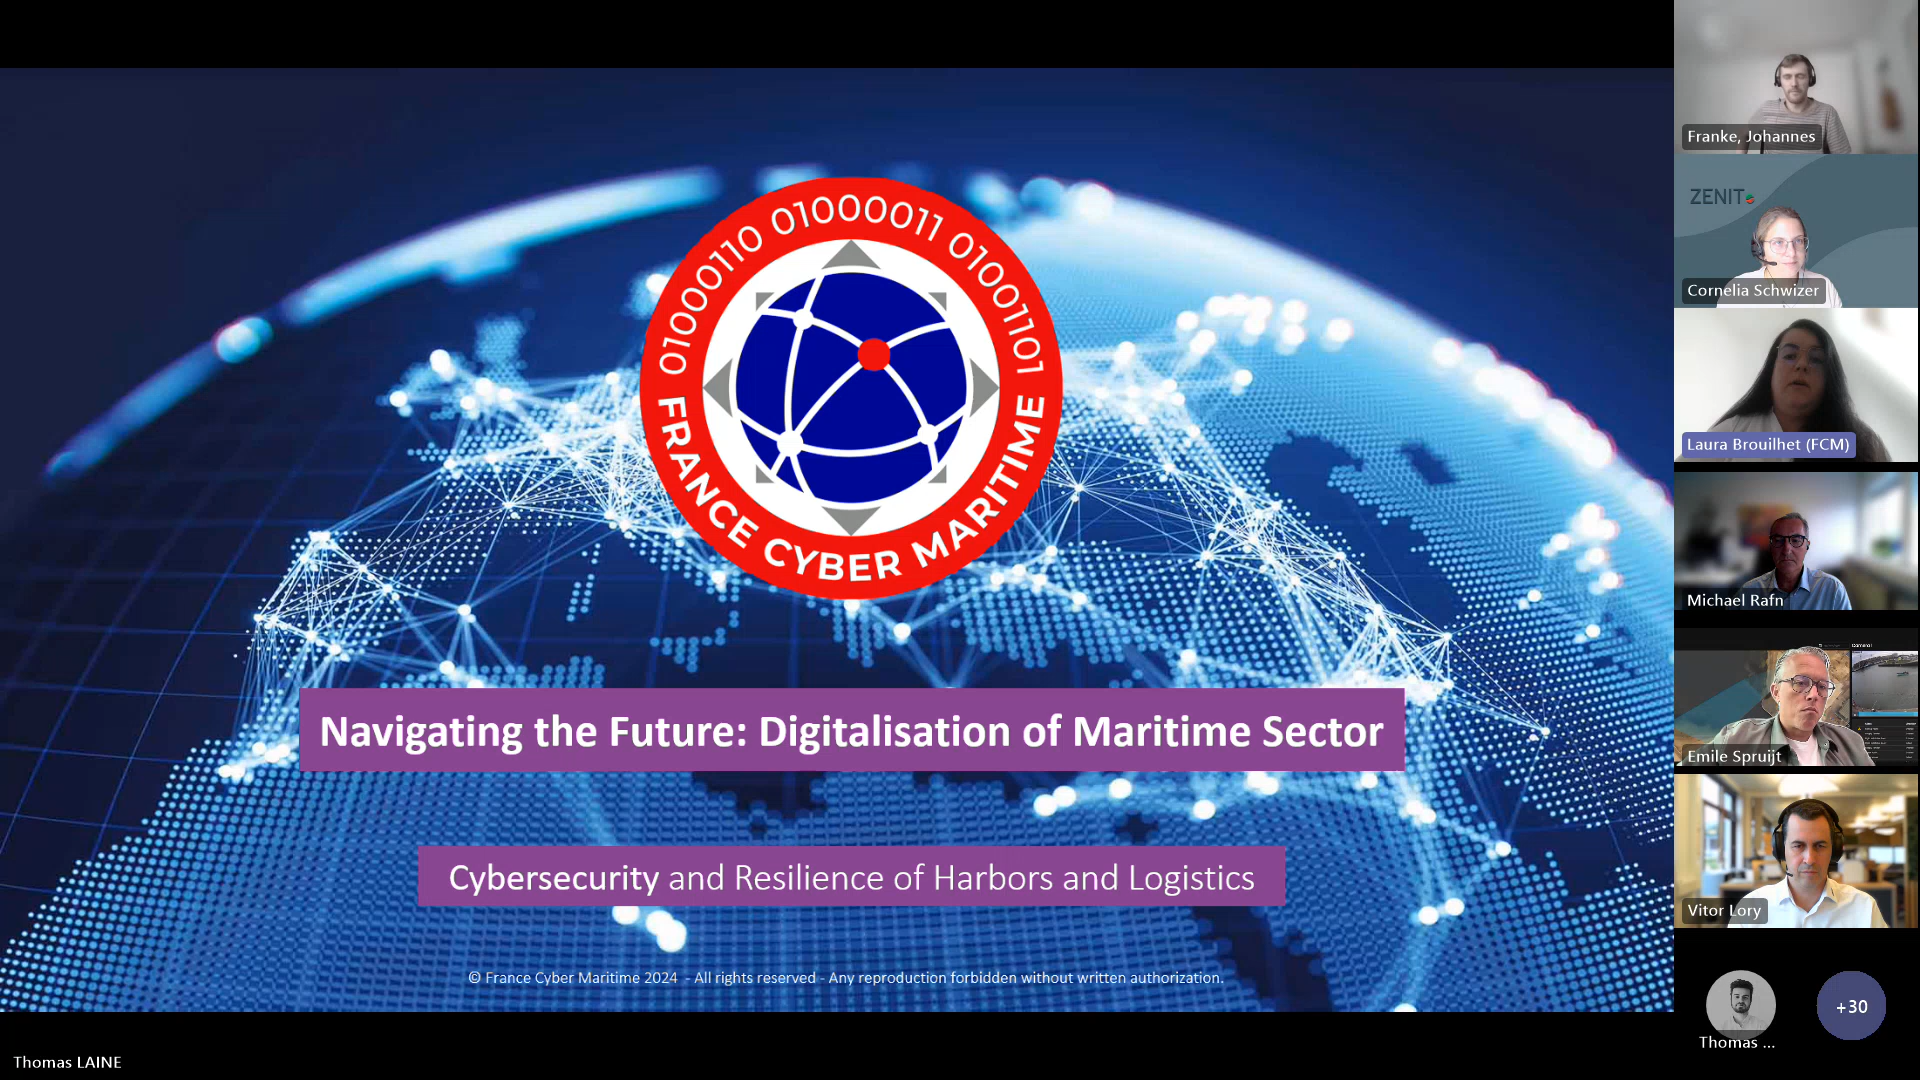 01000110 01000011 01001101
FRANCE CYBER MARITIME
Navigating the Future: Digitalisation of Maritime Sector
Cybersecurity and Resilience of Harbors and Logistics
© France Cyber Maritime 2024 - All rights reserved - Any reproduction forbidden without written authorization.
Thomas LAINE
Franke, Johannes
ZENIT
Cornelia Schwizer
Laura Brouilhet (FCM)
Michael Rafn
Emile Spruijt
Vitor Lory
Thomas ...
+30